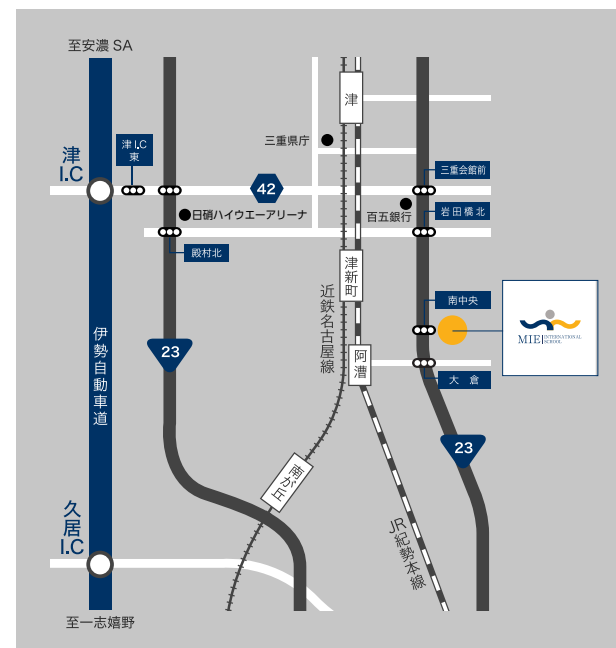 至安濃 SA
津
I.C
津 I.C
東
三重県庁
津
三重会館前
42
日硝ハイウエーアリーナ
百五銀行
岩田橋北
殿村北
津新町
近鉄名古屋線
南中央
MIE INTERNATIONAL
SCHOOL
伊勢自動車道
23
阿漕
大 倉
23
南が丘
久居
I.C
JR紀勢本線
至一志嬉野